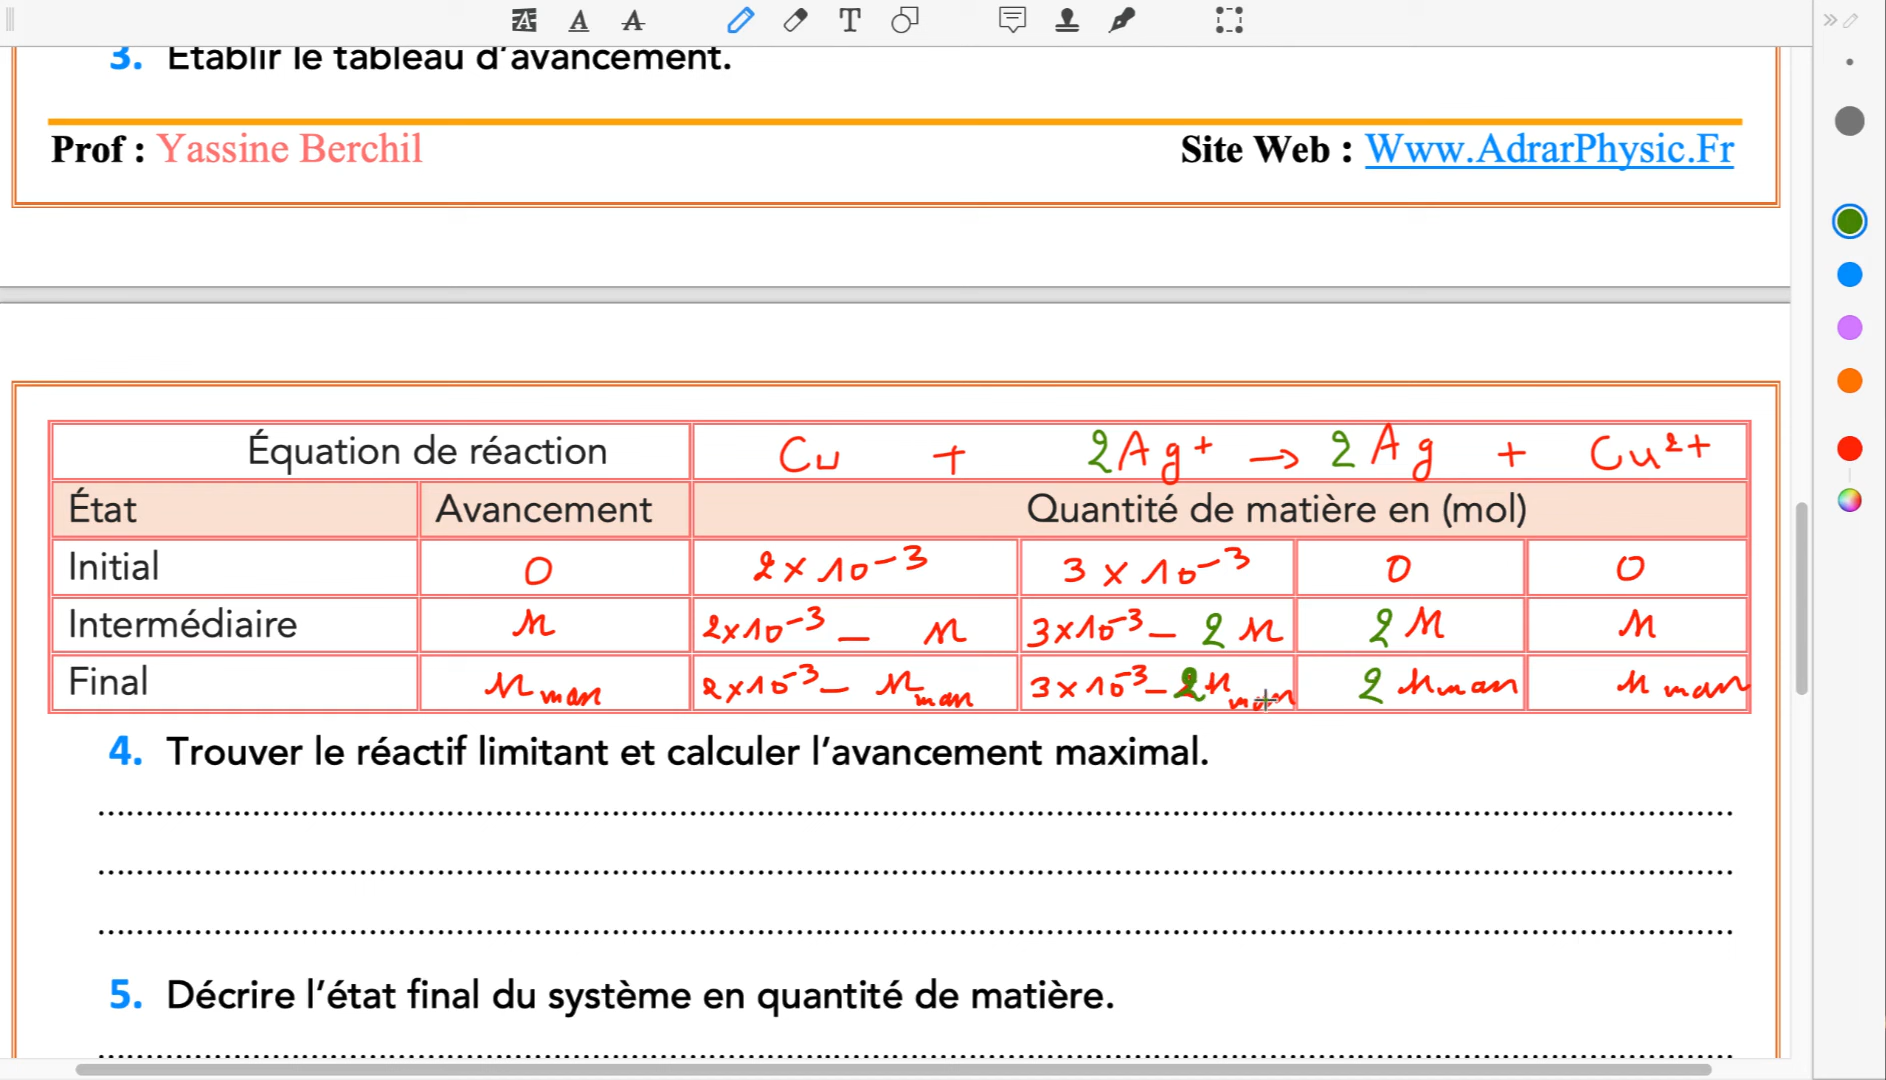 3. Établir le tableau d'avancement.
Prof : Yassine Berchil
Site Web : Www.AdrarPhysic.Fr
Équation de réaction Cu + 2Ag⁺ → 2Ag + Cu²⁺
État Avancement Quantité de matière en (mol)
Initial 0 2×10⁻³ 3×10⁻³ 0 0
Intermédiaire x 2×10⁻³ – x 3×10⁻³ – 2x 2x x
Final xmax 2×10⁻³ – xmax 3×10⁻³ – 2xmax 2xmax xmax
4. Trouver le réactif limitant et calculer l'avancement maximal.
5. Décrire l'état final du système en quantité de matière.